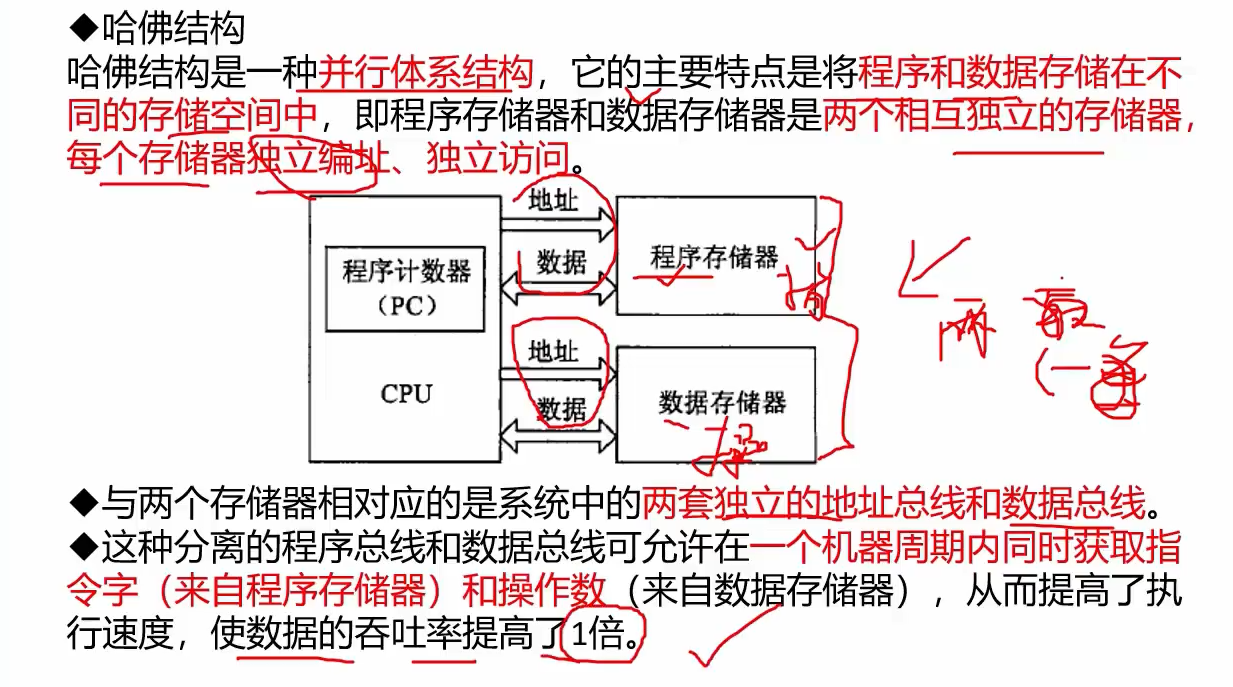 ◆哈佛结构
哈佛结构是一种并行体系结构，它的主要特点是将程序和数据存储在不
同的存储空间中，即程序存储器和数据存储器是两个相互独立的存储器，
每个存储器独立编址、独立访问。
地址
程序计数器
（PC）
数据
程序存储器
地址
CPU
数据
数据存储器
◆与两个存储器相对应的是系统中的两套独立的地址总线和数据总线。
◆这种分离的程序总线和数据总线可允许在一个机器周期内同时获取指
令字（来自程序存储器）和操作数（来自数据存储器），从而提高了执
行速度，使数据的吞吐率提高了1倍。